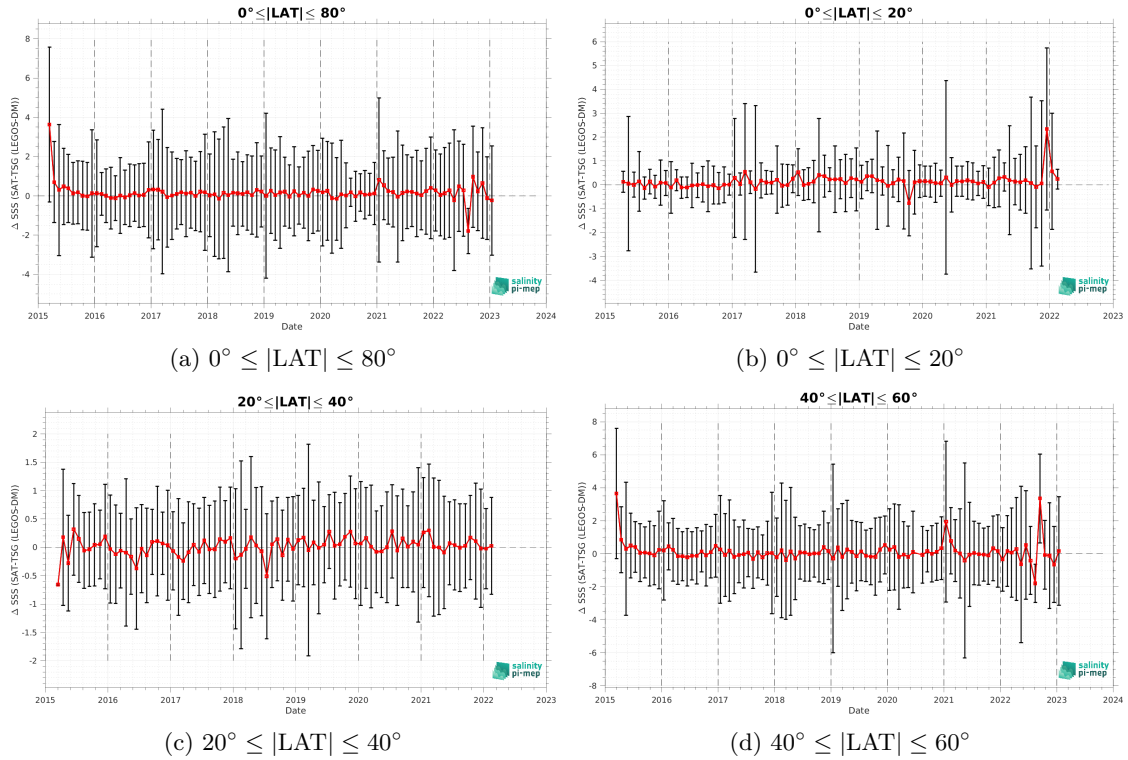 0°≤|LAT|≤ 80°
Δ SSS (SAT-TSG (LEGOS-DM))
8
6
4
2
0
-2
-4
2015 2016 2017 2018 2019 2020 2021 2022 2023 2024
Date
salinity
pi-mep
(a) 0° ≤ |LAT| ≤ 80°
0°≤|LAT|≤ 20°
Δ SSS (SAT-TSG (LEGOS-DM))
6
5
4
3
2
1
0
-1
-2
-3
-4
2015 2016 2017 2018 2019 2020 2021 2022 2023
Date
salinity
pi-mep
(b) 0° ≤ |LAT| ≤ 20°
20°≤|LAT|≤ 40°
Δ SSS (SAT-TSG (LEGOS-DM))
2
1.5
1
0.5
0
-0.5
-1
-1.5
-2
2015 2016 2017 2018 2019 2020 2021 2022 2023
Date
salinity
pi-mep
(c) 20° ≤ |LAT| ≤ 40°
40°≤|LAT|≤ 60°
Δ SSS (SAT-TSG (LEGOS-DM))
8
6
4
2
0
-2
-4
-6
-8
2015 2016 2017 2018 2019 2020 2021 2022 2023 2024
Date
salinity
pi-mep
(d) 40° ≤ |LAT| ≤ 60°